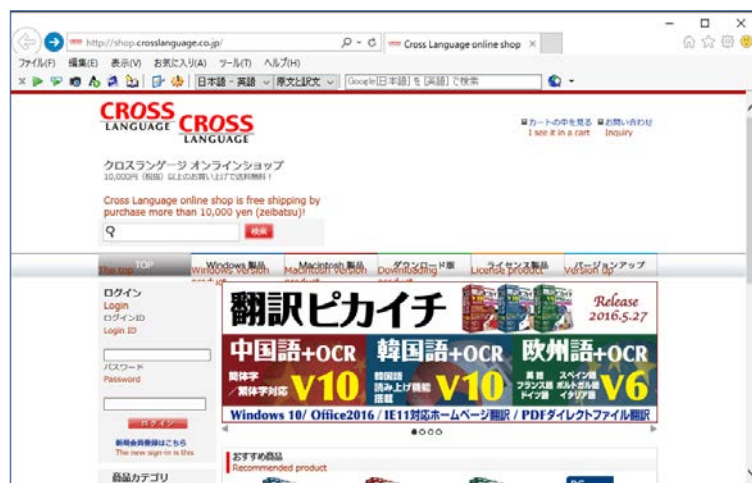 http://shop.crosslanguage.co.jp/
Cross Language online shop
ファイル(F) 編集(E) 表示(V) お気に入り(A) ツール(T) ヘルプ(H)
日本語 - 英語 原文と訳文 Google[日本語] を [英語] で検索
CROSS LANGUAGE
CROSS LANGUAGE
カートの中を見る お問い合わせ
I see it in a cart Inquiry
クロスランゲージ オンラインショップ
10,000円（税抜）以上のお買い上げで送料無料！
Cross Language online shop is free shipping by
purchase more than 10,000 yen (zeibatsu)!
検索
TOP Windows 製品 Macintosh 製品 ダウンロード版 ライセンス製品 バージョンアップ
The top Windows version product Macintosh version product Downloading product License product Version up
ログイン
Login
ログインID
Login ID
パスワード
Password
ログイン
新規会員登録はこちら
The new sign-in is this
商品カテゴリ
翻訳ピカイチ
Release
2016.5.27
中国語+OCR
簡体字
／繁体字対応
V10
韓国語+OCR
韓国語
読み上げ機能
搭載
V10
欧州語+OCR
英語 スペイン語
フランス語 ポルトガル語
ドイツ語 イタリア語
V6
Windows 10/ Office2016 / IE11対応ホームページ翻訳 / PDFダイレクトファイル翻訳
おすすめ商品
Recommended product